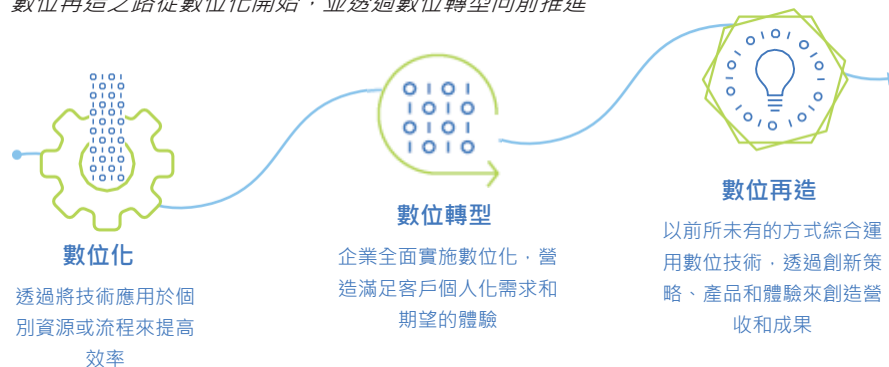 數位再造之路從數位化開始，並透過數位轉型向前推進
數位化
透過將技術應用於個
別資源或流程來提高
效率
數位轉型
企業全面實施數位化，營
造滿足客戶個人化需求和
期望的體驗
數位再造
以前所未有的方式綜合運
用數位技術，透過創新策
略、產品和體驗來創造營
收和成果